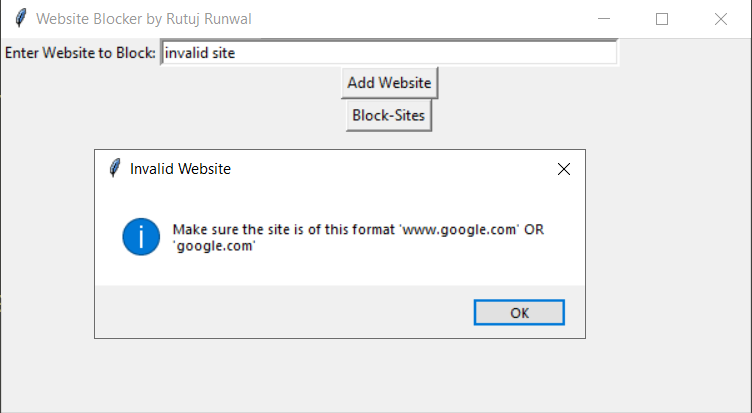 Website Blocker by Rutuj Runwal
Enter Website to Block: invalid site
Add Website
Block-Sites
Invalid Website
Make sure the site is of this format 'www.google.com' OR
'google.com'
OK